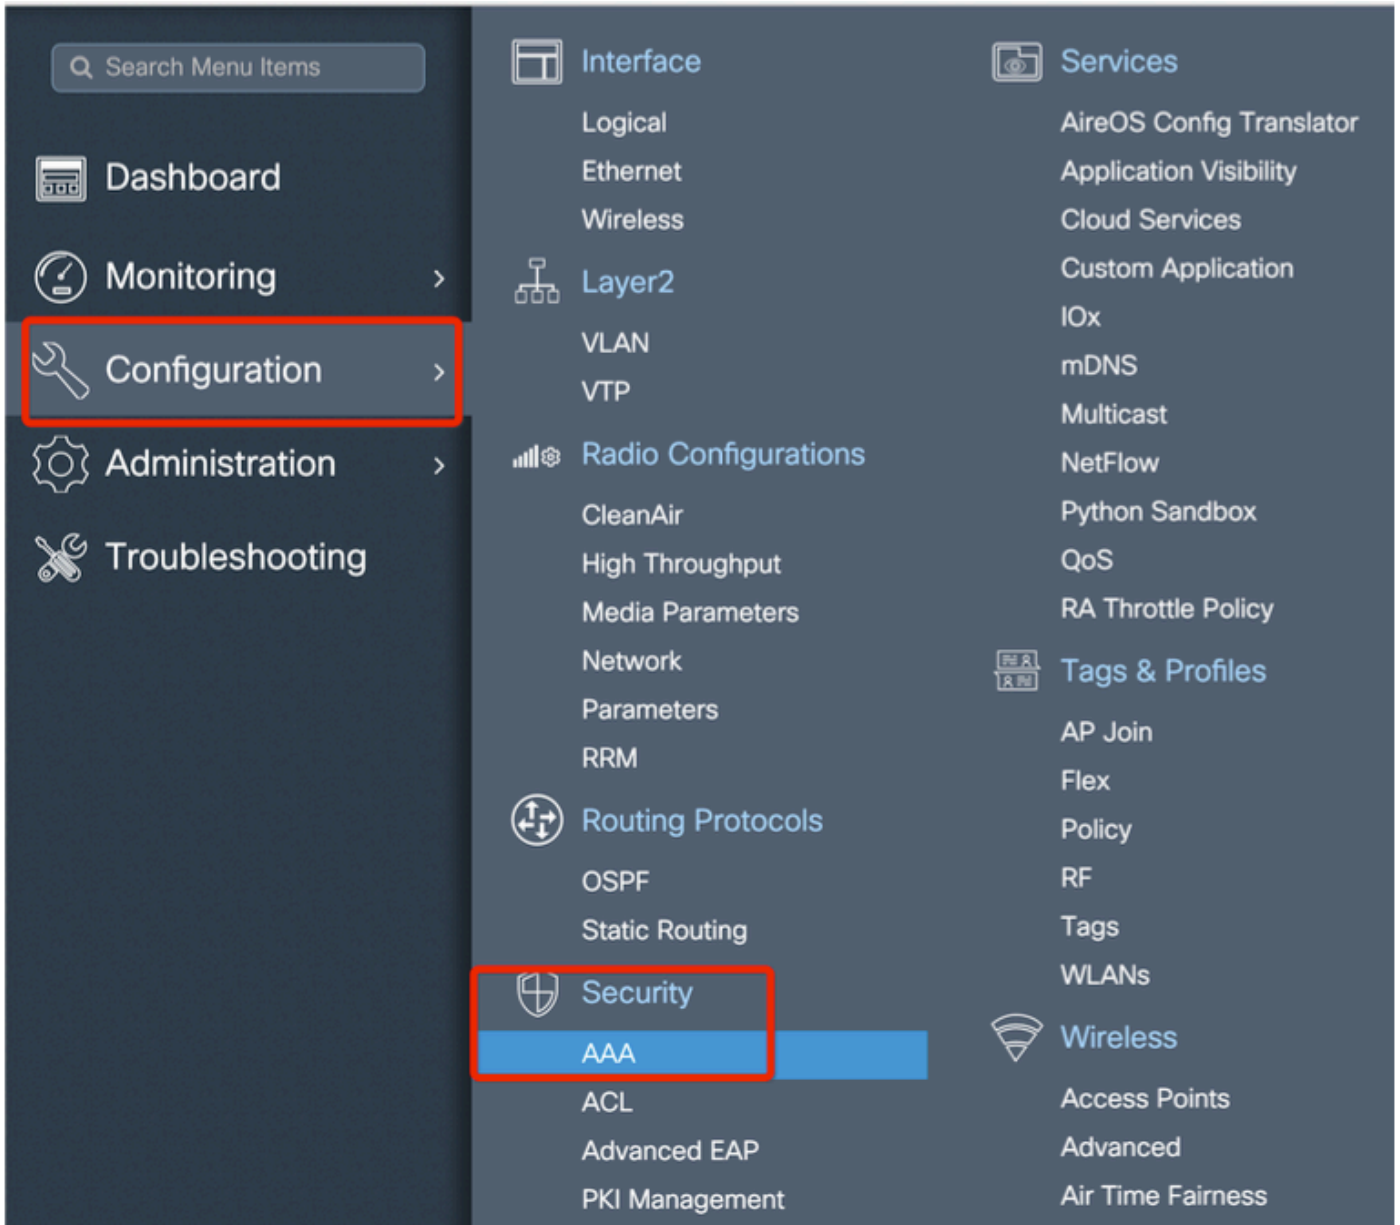 Search Menu Items
Dashboard
Monitoring
Configuration
Administration
Troubleshooting
Interface
Logical
Ethernet
Wireless
Layer2
VLAN
VTP
Radio Configurations
CleanAir
High Throughput
Media Parameters
Network
Parameters
RRM
Routing Protocols
OSPF
Static Routing
Security
AAA
ACL
Advanced EAP
PKI Management
Services
AireOS Config Translator
Application Visibility
Cloud Services
Custom Application
IOx
mDNS
Multicast
NetFlow
Python Sandbox
QoS
RA Throttle Policy
Tags & Profiles
AP Join
Flex
Policy
RF
Tags
WLANs
Wireless
Access Points
Advanced
Air Time Fairness